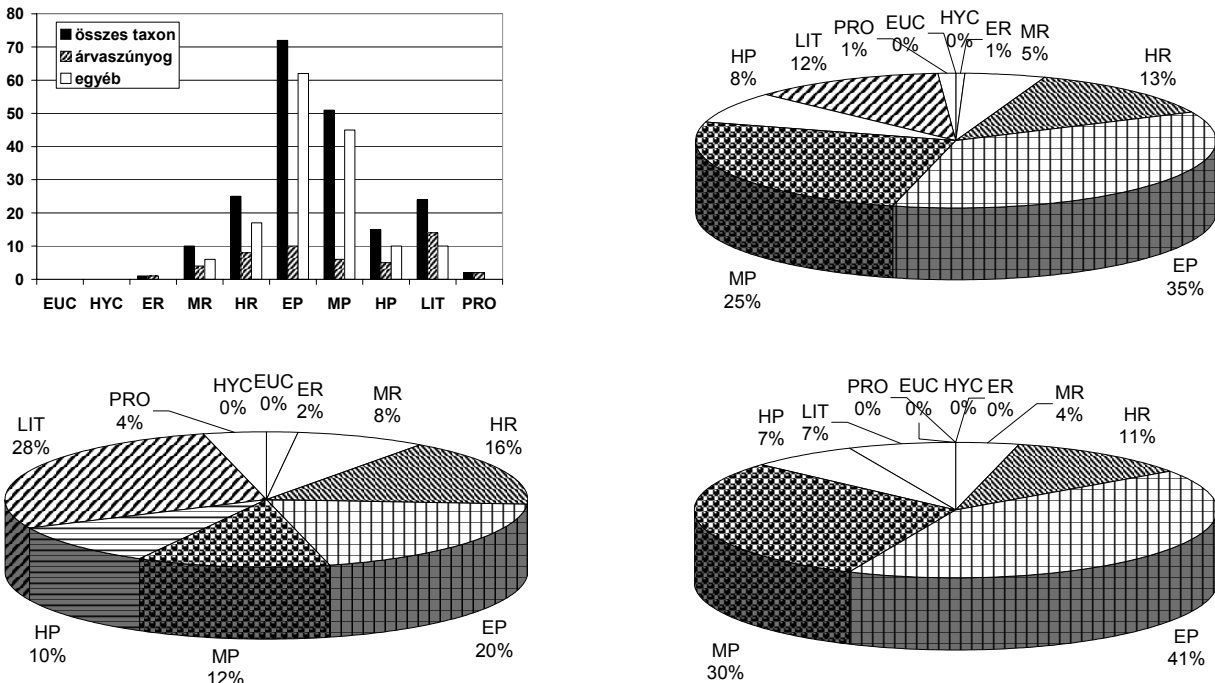 80
70
60
50
40
30
20
10
0
összes taxon
árvaszúnyog
egyéb
EUC HYC ER MR HR EP MP HP LIT PRO
HP
8%
LIT
12%
PRO
1%
EUC
0%
HYC
0%
ER
1%
MR
5%
HR
13%
MP
25%
EP
35%
LIT
28%
PRO
4%
HYC
0%
EUC
0%
ER
2%
MR
8%
HR
16%
HP
10%
MP
12%
EP
20%
HP
7%
LIT
7%
PRO
0%
EUC
0%
HYC
0%
ER
0%
MR
4%
HR
11%
MP
30%
EP
41%